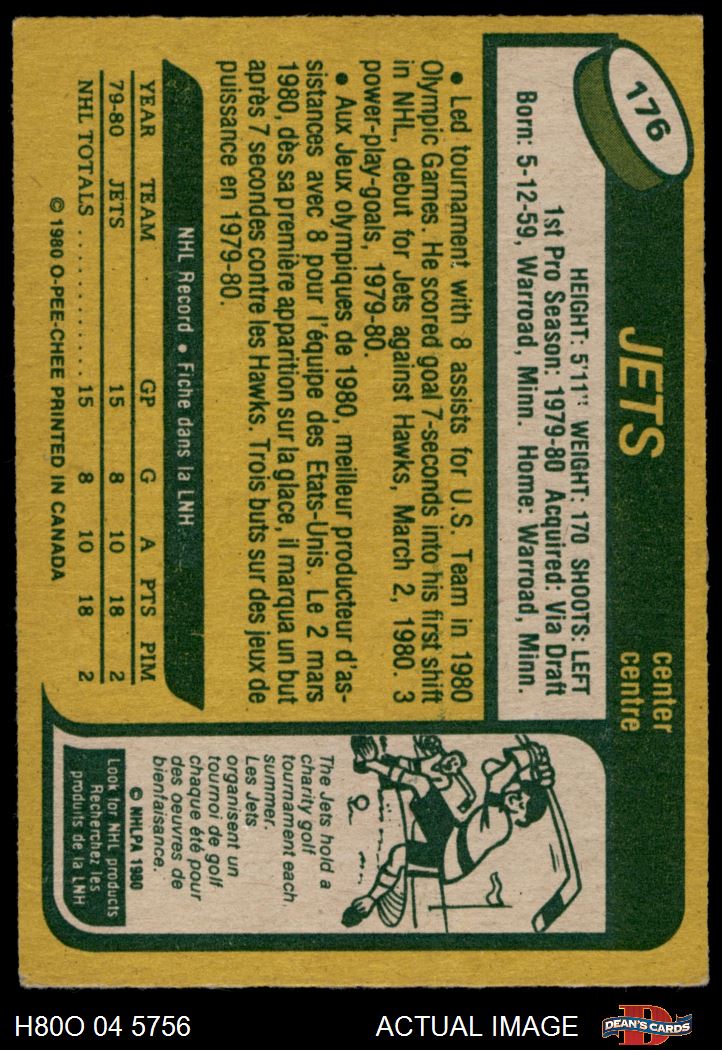 176
JETS
center
centre
HEIGHT: 5'11" WEIGHT: 170 SHOOTS: LEFT
1st Pro Season: 1979-80 Acquired: Via Draft
Born: 5-12-59, Warroad, Minn. Home: Warroad, Minn.
• Led tournament with 8 assists for U.S. Team in 1980
Olympic Games. He scored goal 7-seconds into his first shift
in NHL, debut for Jets against Hawks, March 2, 1980. 3
power-play-goals, 1979-80.
• Aux Jeux olympiques de 1980, meilleur producteur d'as-
sistances avec 8 pour l'équipe des Etats-Unis. Le 2 mars
1980, dès sa première apparition sur la glace, il marqua un but
après 7 secondes contre les Hawks. Trois buts sur des jeux de
puissance en 1979-80.
NHL Record • Fiche dans la LNH
YEAR TEAM GP G A PTS PIM
79-80 JETS 15 8 10 18 2
NHL TOTALS .......... 15 8 10 18 2
© 1980 O-PEE-CHEE PRINTED IN CANADA
The Jets hold a
charity golf
tournament each
summer.
Les Jets
organisent un
tournoi de golf
chaque été pour
des oeuvres de
bienfaisance.
© NHLPA 1980
Look for NHL products
Recherchez les
produits de la LNH
H80O 04 5756
ACTUAL IMAGE
D
DEAN'S CARDS